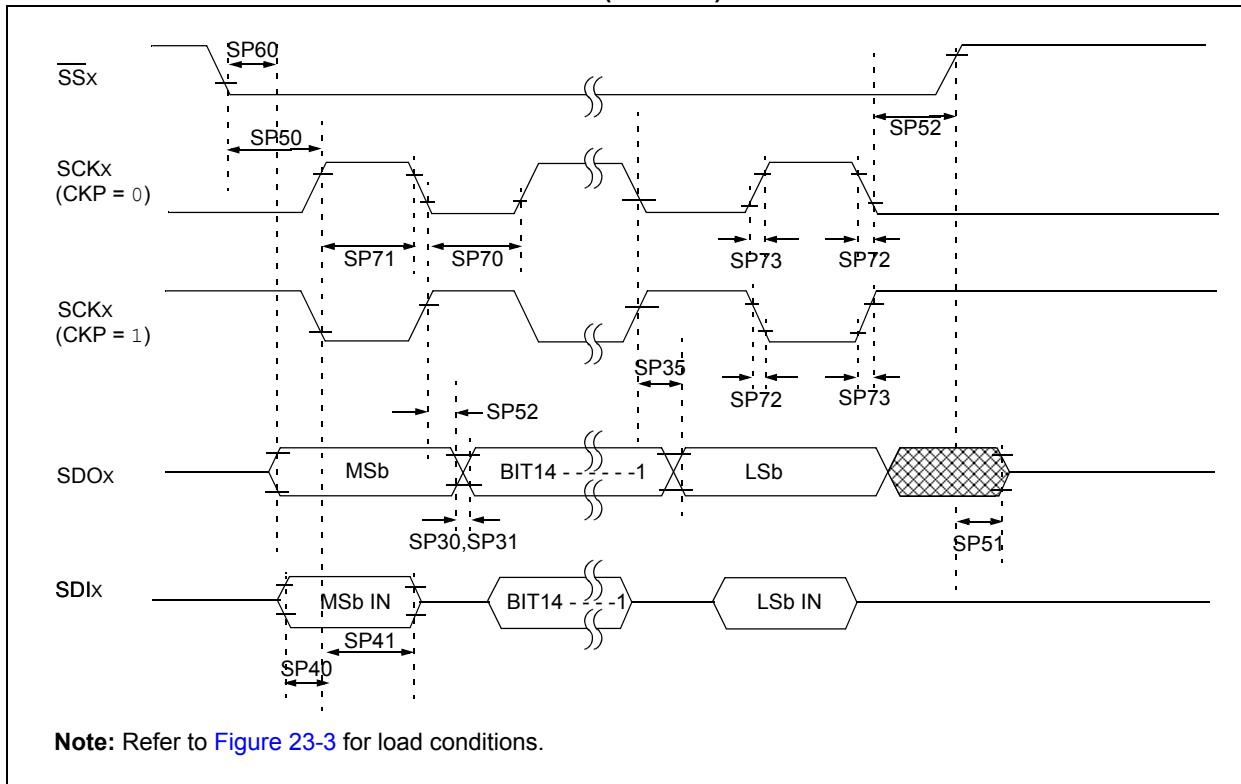 SP60
SSX
SP50
SP52
SCKX
(CKP = 0)
SP71
SP70
SP73
SP72
SCKX
(CKP = 1)
SP35
SP72
SP73
SP52
SDOX
MSb
BIT14 - - - - - -1
LSb
SP30,SP31
SP51
SDIX
MSb IN
BIT14 - - - -1
LSb IN
SP41
SP40
Note: Refer to Figure 23-3 for load conditions.